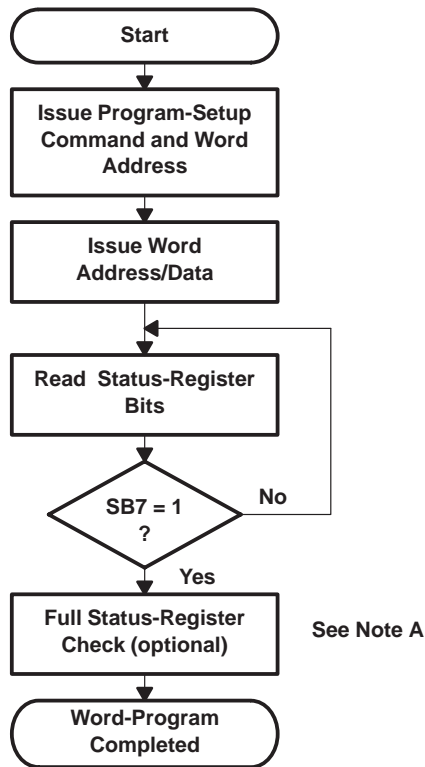 Start
Issue Program-Setup
Command and Word
Address
Issue Word
Address/Data
Read Status-Register
Bits
SB7 = 1
?
No
Yes
Full Status-Register
Check (optional)
See Note A
Word-Program
Completed